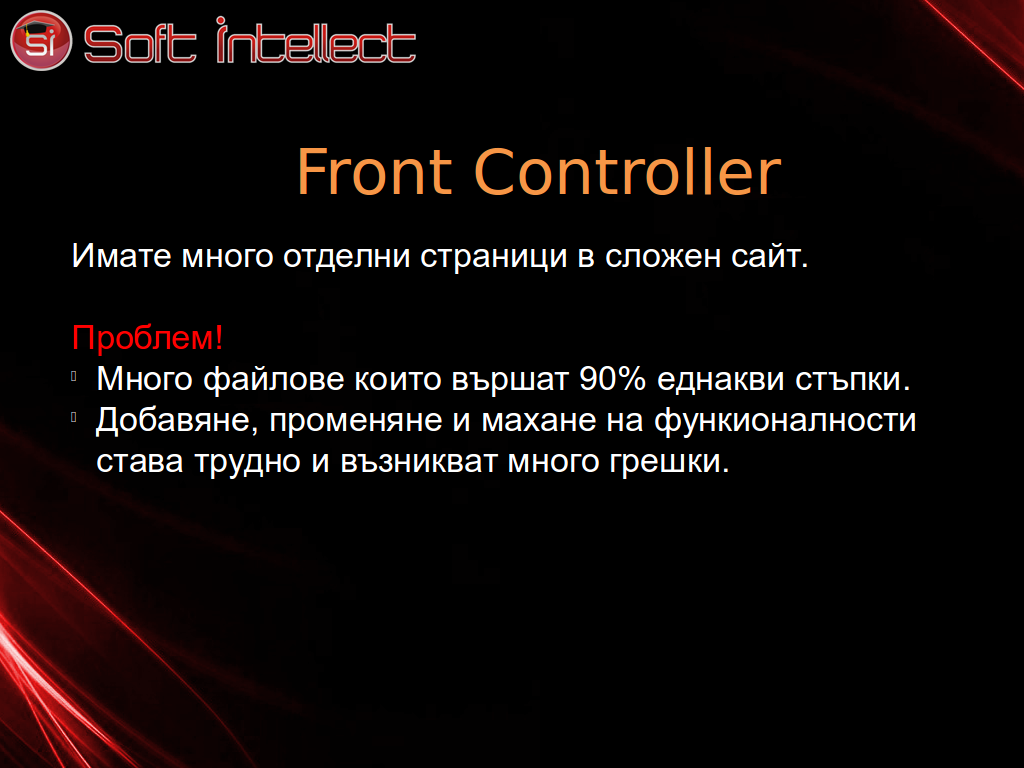 Si Soft Intellect
Front Controller
Имате много отделни страници в сложен сайт.
Проблем!
Много файлове които вършат 90% еднакви стъпки.
Добавяне, променяне и махане на функионалности
става трудно и възникват много грешки.